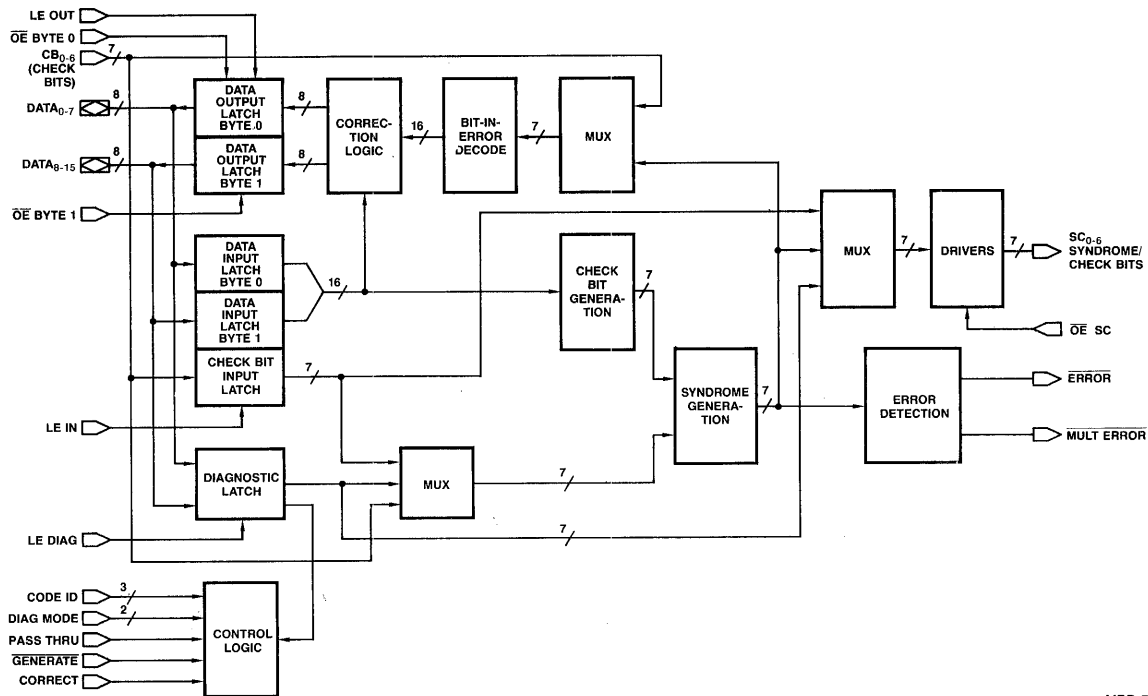 LE OUT
OE BYTE 0
CB0-6
(CHECK
BITS)
7
7
DATA0-7
8
DATA8-15
8
OE BYTE 1
DATA
OUTPUT
LATCH
BYTE 0
DATA
OUTPUT
LATCH
BYTE 1
8
8
CORREC-
TION
LOGIC
16
BIT-IN-
ERROR
DECODE
7
MUX
DATA
INPUT
LATCH
BYTE 0
DATA
INPUT
LATCH
BYTE 1
CHECK BIT
INPUT
LATCH
16
7
CHECK
BIT
GENERA-
TION
7
MUX
7
DRIVERS
7
SC0-6
SYNDROME/
CHECK BITS
OE SC
SYNDROME
GENERA-
TION
7
ERROR
DETECTION
ERROR
MULT ERROR
LE IN
DIAGNOSTIC
LATCH
MUX
7
7
LE DIAG
CODE ID
3
DIAG MODE
2
PASS THRU
GENERATE
CORRECT
CONTROL
LOGIC